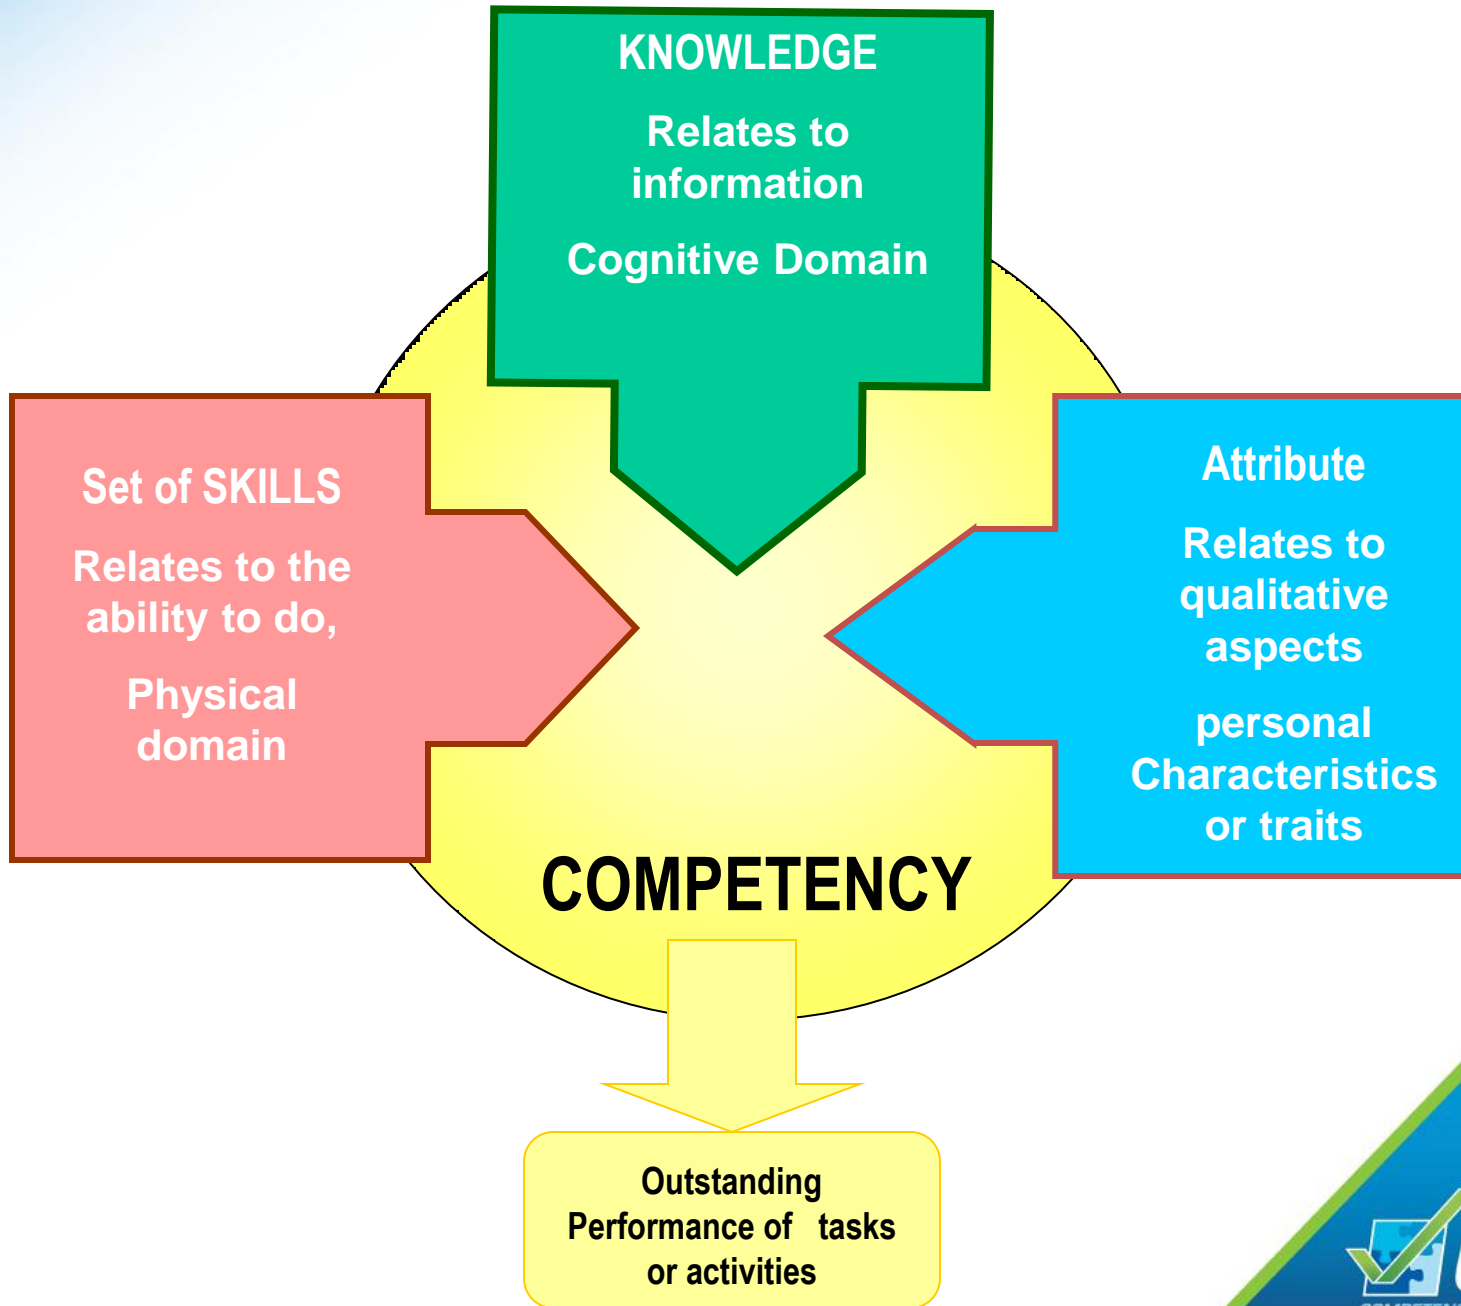 KNOWLEDGE
Relates to
information
Cognitive Domain
Set of SKILLS
Relates to the
ability to do,
Physical
domain
Attribute
Relates to
qualitative
aspects
personal
Characteristics
or traits
COMPETENCY
Outstanding
Performance of tasks
or activities